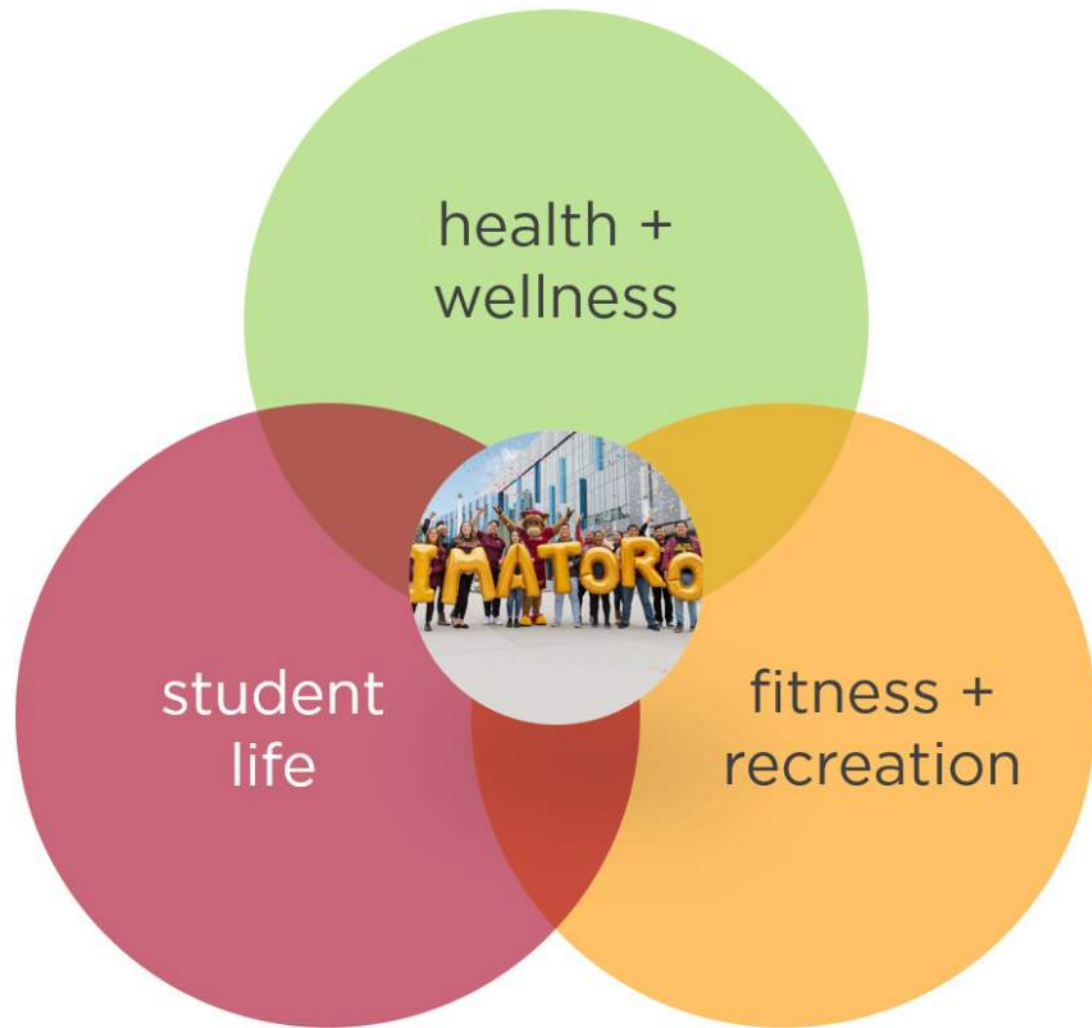 health +
wellness
IMATORO
student
life
fitness +
recreation